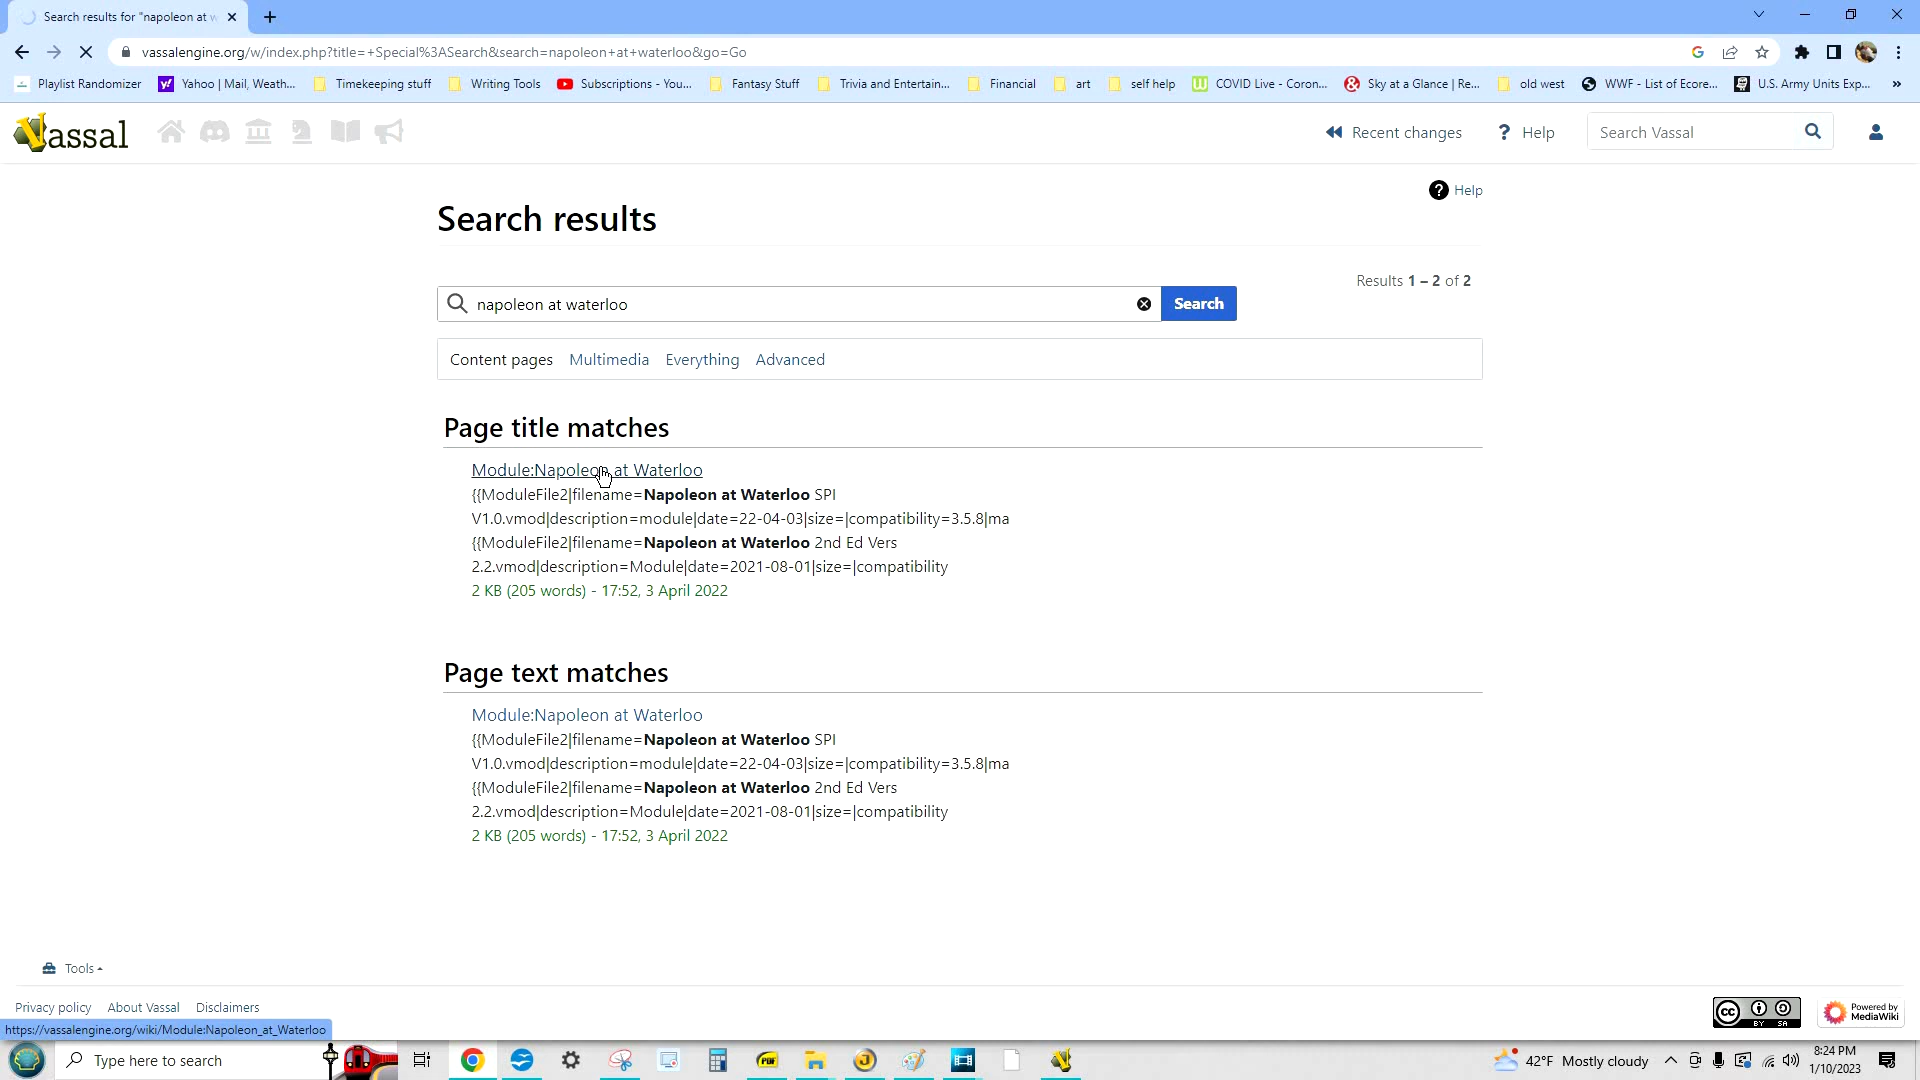 Search results for "napoleon at w
vassalengine.org/w/index.php?title=+Special%3ASearch&search=napoleon+at+waterloo&go=Go
Playlist Randomizer
Yahoo | Mail, Weath...
Timekeeping stuff
Writing Tools
Subscriptions - You...
Fantasy Stuff
Trivia and Entertain...
Financial
art
self help
COVID Live - Coron...
Sky at a Glance | Re...
old west
WWF - List of Ecore...
U.S. Army Units Exp...
»
Vassal
Recent changes
? Help
Search Vassal
? Help
Search results
Results 1 – 2 of 2
napoleon at waterloo
Search
Content pages Multimedia Everything Advanced
Page title matches
Module:Napoleon at Waterloo
{{ModuleFile2|filename=Napoleon at Waterloo SPI
V1.0.vmod|description=module|date=22-04-03|size=|compatibility=3.5.8|ma
{{ModuleFile2|filename=Napoleon at Waterloo 2nd Ed Vers
2.2.vmod|description=Module|date=2021-08-01|size=|compatibility
2 KB (205 words) - 17:52, 3 April 2022
Page text matches
Module:Napoleon at Waterloo
{{ModuleFile2|filename=Napoleon at Waterloo SPI
V1.0.vmod|description=module|date=22-04-03|size=|compatibility=3.5.8|ma
{{ModuleFile2|filename=Napoleon at Waterloo 2nd Ed Vers
2.2.vmod|description=Module|date=2021-08-01|size=|compatibility
2 KB (205 words) - 17:52, 3 April 2022
Tools
Privacy policy About Vassal Disclaimers
cc BY SA
Powered by
MediaWiki
https://vassalengine.org/wiki/Module:Napoleon_at_Waterloo
Type here to search
PDF
42°F Mostly cloudy
8:24 PM
1/10/2023